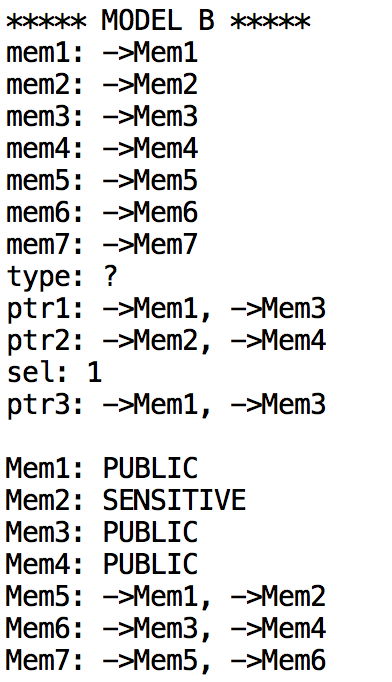 ***** MODEL B *****
mem1: ->Mem1
mem2: ->Mem2
mem3: ->Mem3
mem4: ->Mem4
mem5: ->Mem5
mem6: ->Mem6
mem7: ->Mem7
type: ?
ptr1: ->Mem1, ->Mem3
ptr2: ->Mem2, ->Mem4
sel: 1
ptr3: ->Mem1, ->Mem3
Mem1: PUBLIC
Mem2: SENSITIVE
Mem3: PUBLIC
Mem4: PUBLIC
Mem5: ->Mem1, ->Mem2
Mem6: ->Mem3, ->Mem4
Mem7: ->Mem5, ->Mem6